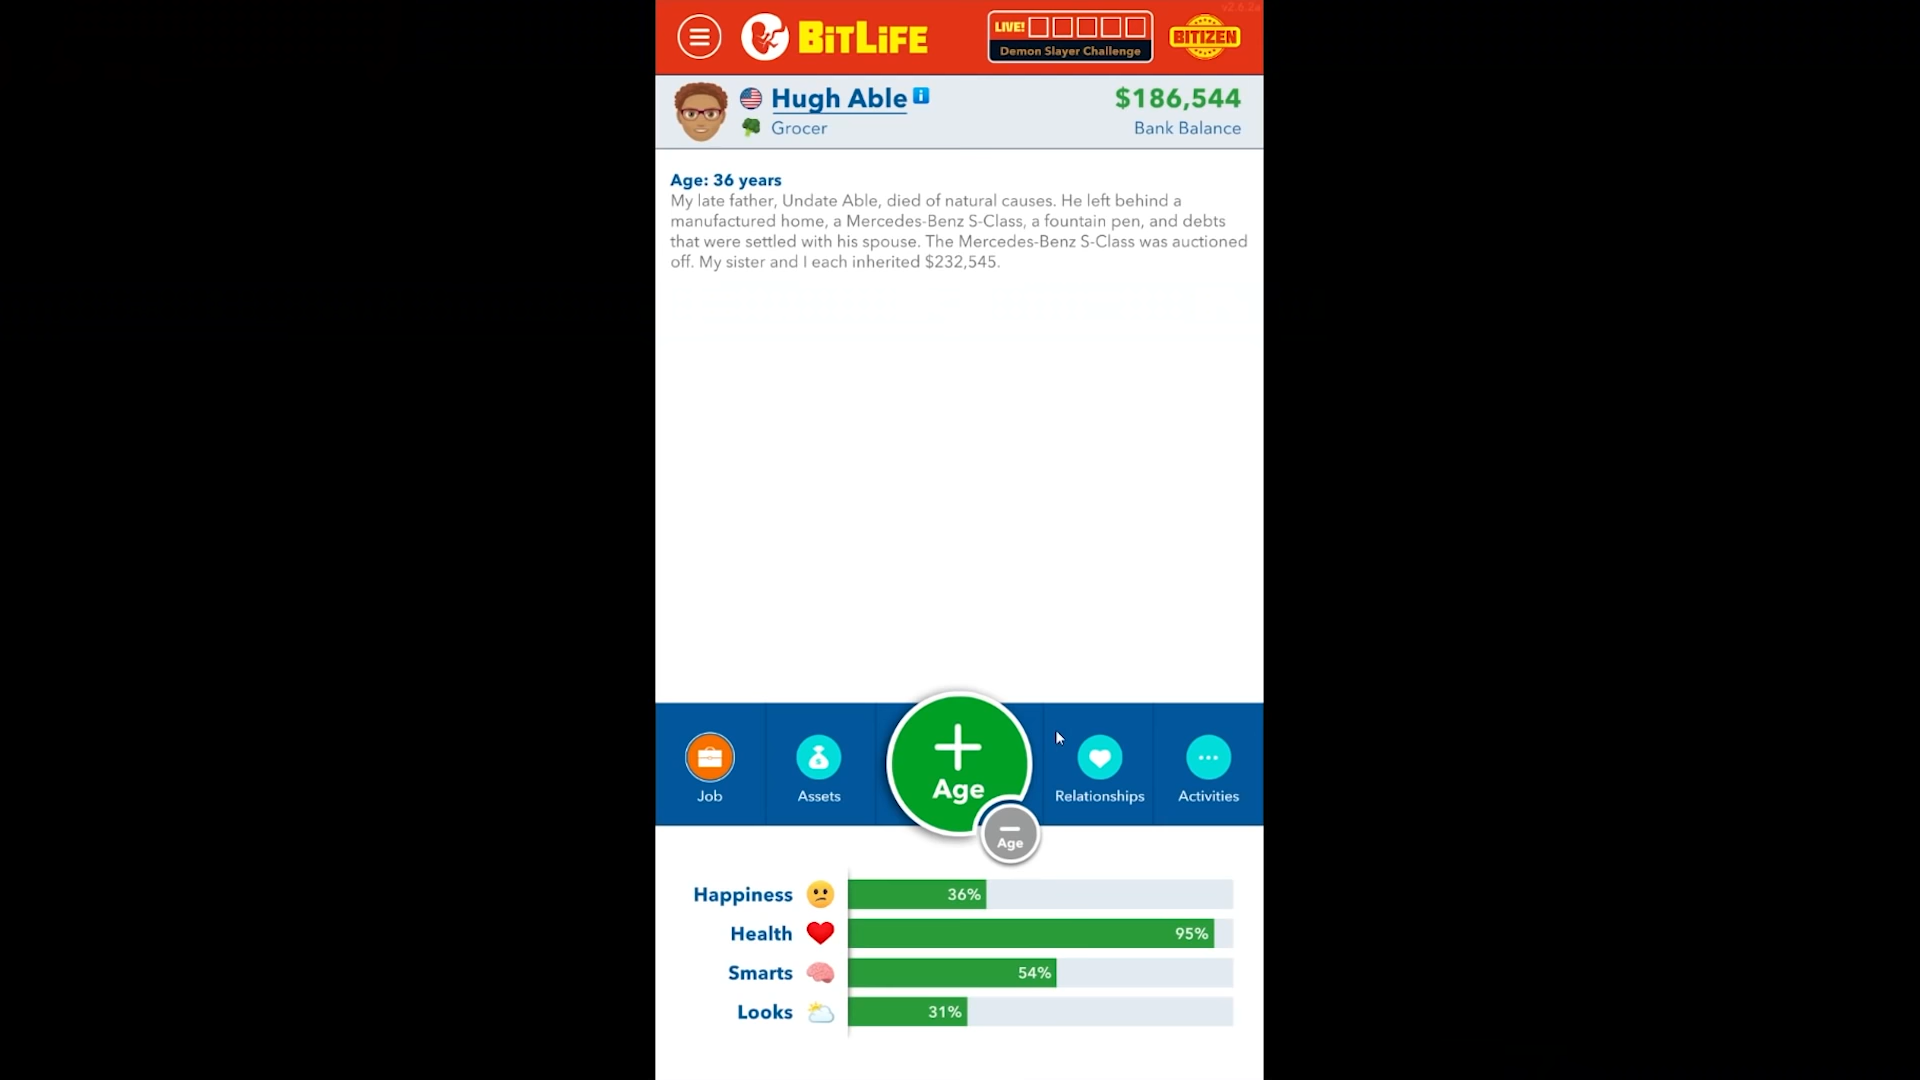 v2.6.2a
BITLIFE
LIVE!
Demon Slayer Challenge
BITIZEN
Hugh Able i
$186,544
Grocer
Bank Balance
Age: 36 years
My late father, Undate Able, died of natural causes. He left behind a
manufactured home, a Mercedes-Benz S-Class, a fountain pen, and debts
that were settled with his spouse. The Mercedes-Benz S-Class was auctioned
off. My sister and I each inherited $232,545.
Job
Assets
Age
Age
Relationships
Activities
Happiness 36%
Health 95%
Smarts 54%
Looks 31%